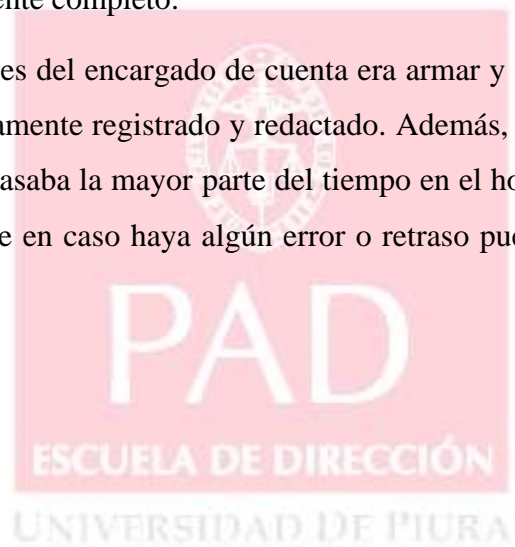 ente completo.
es del encargado de cuenta era armar y
amente registrado y redactado. Además,
asaba la mayor parte del tiempo en el ho
e en caso haya algún error o retraso pue
PAD
ESCUELA DE DIRECCIÓN
UNIVERSIDAD DE PIURA